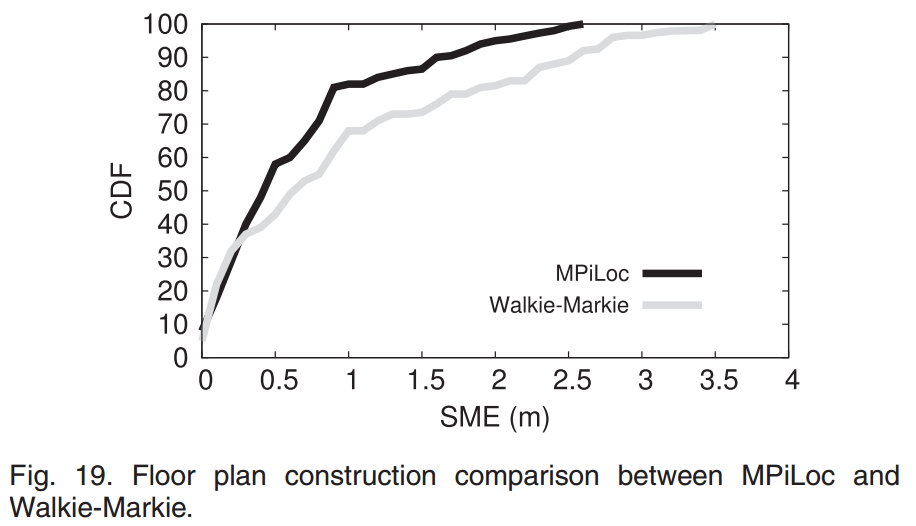 100
90
80
70
60
50
40
30
20
10
0
CDF
MPiLoc
Walkie-Markie
0 0.5 1 1.5 2 2.5 3 3.5 4
SME (m)
Fig. 19. Floor plan construction comparison between MPiLoc and
Walkie-Markie.